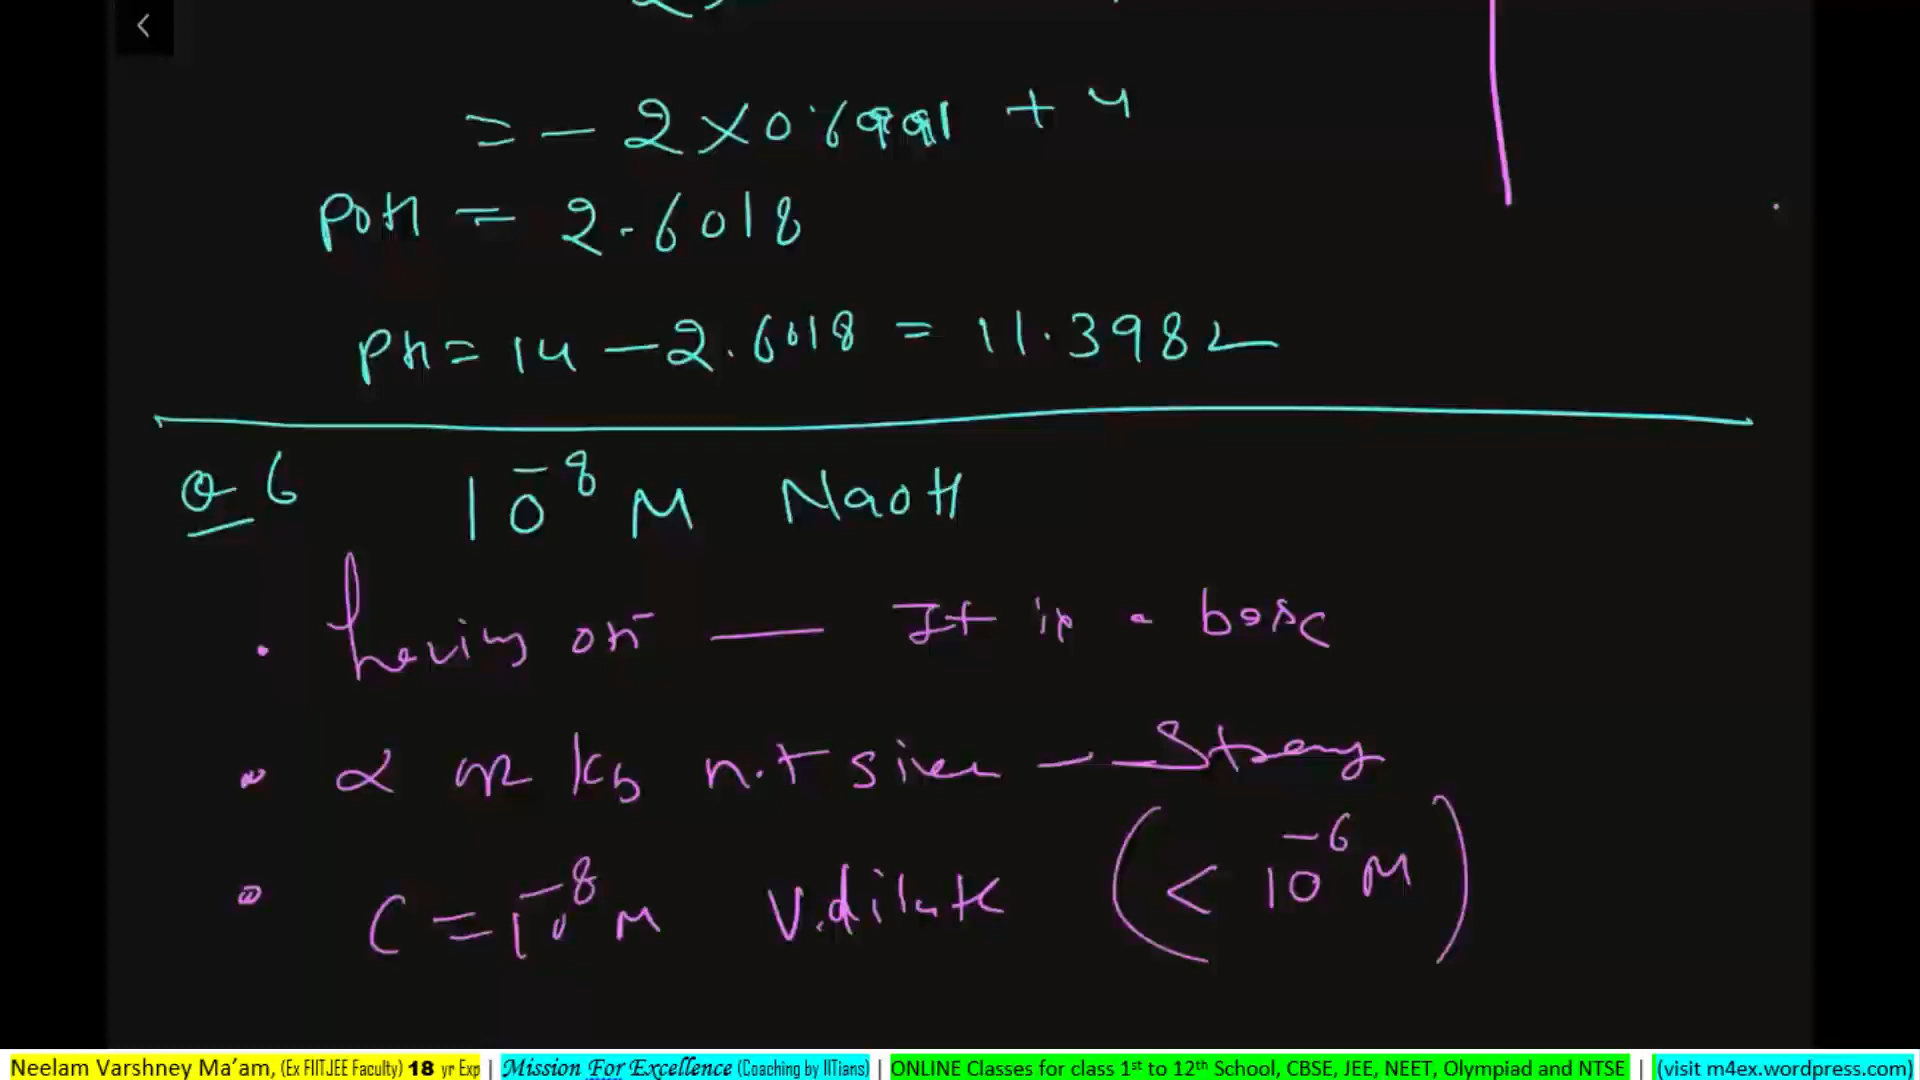 = - 2 × 0.6991 + 4
POH = 2.6018
PH = 14 - 2.6018 = 11.3982
Q 6 10⁻⁸ M NaOH
• having OH⁻ — It is a base
• α or Kb not given — Strong
• C = 10⁻⁸ M V.dilute ( < 10⁻⁶ M )
Neelam Varshney Ma'am, (Ex FIITJEE Faculty) 18 yr Exp | Mission For Excellence (Coaching by IITians) | ONLINE Classes for class 1st to 12th School, CBSE, JEE, NEET, Olympiad and NTSE | (visit m4ex.wordpress.com)